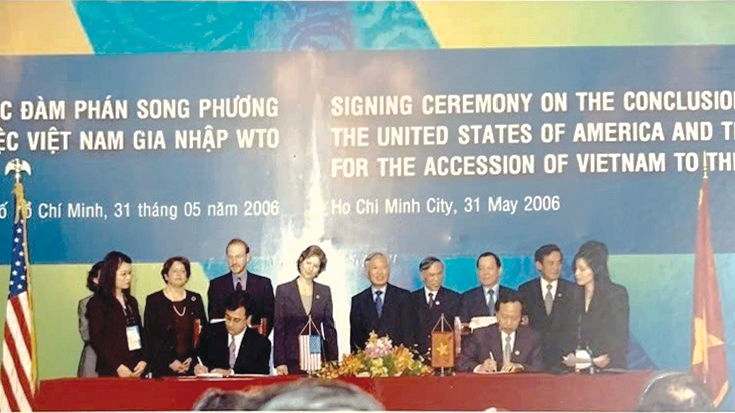 C ĐÀM PHÁN SONG PHƯƠNG
ỆC VIỆT NAM GIA NHẬP WTO
Chí Minh, 31 tháng 05 năm 2006
SIGNING CEREMONY ON THE CONCLUSION
THE UNITED STATES OF AMERICA AND T
FOR THE ACCESSION OF VIETNAM TO THE
Ho Chi Minh City, 31 May 2006